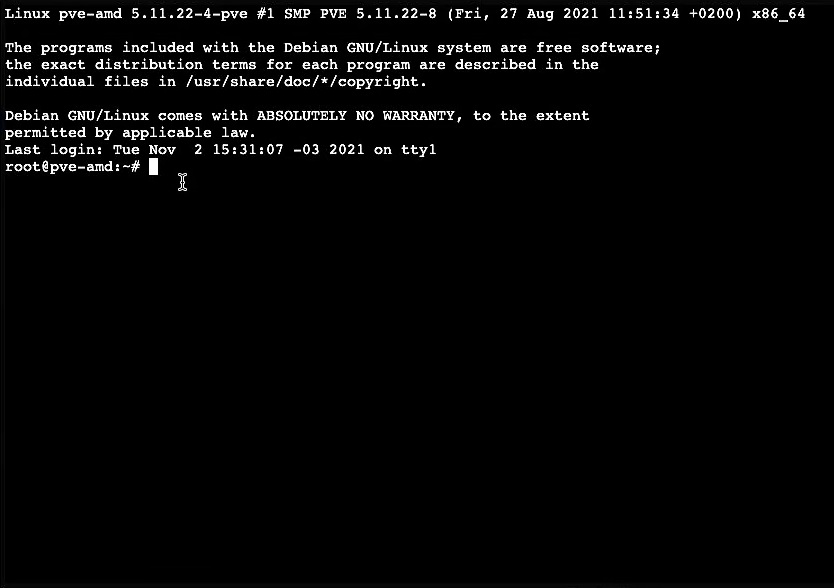 Linux pve-amd 5.11.22-4-pve #1 SMP PVE 5.11.22-8 (Fri, 27 Aug 2021 11:51:34 +0200) x86_64
The programs included with the Debian GNU/Linux system are free software;
the exact distribution terms for each program are described in the
individual files in /usr/share/doc/*/copyright.
Debian GNU/Linux comes with ABSOLUTELY NO WARRANTY, to the extent
permitted by applicable law.
Last login: Tue Nov  2 15:31:07 -03 2021 on tty1
root@pve-amd:~#